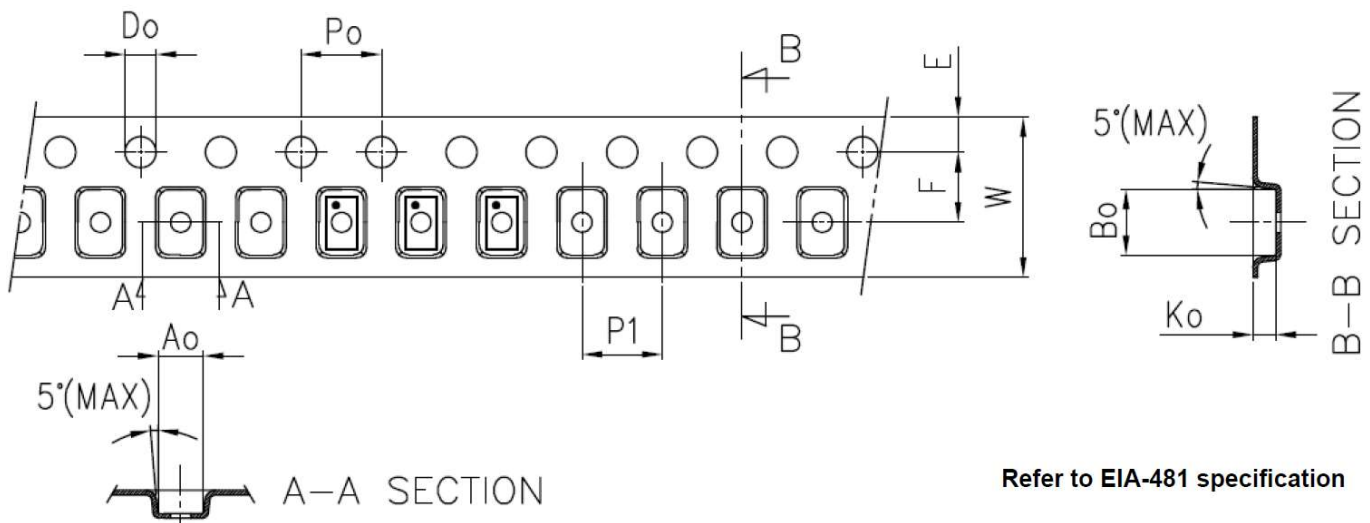 Do
Po
B
E
5°(MAX)
F
W
Bo
A
A
P1
B
Ko
B-B SECTION
Ao
5°(MAX)
A-A SECTION
Refer to EIA-481 specification